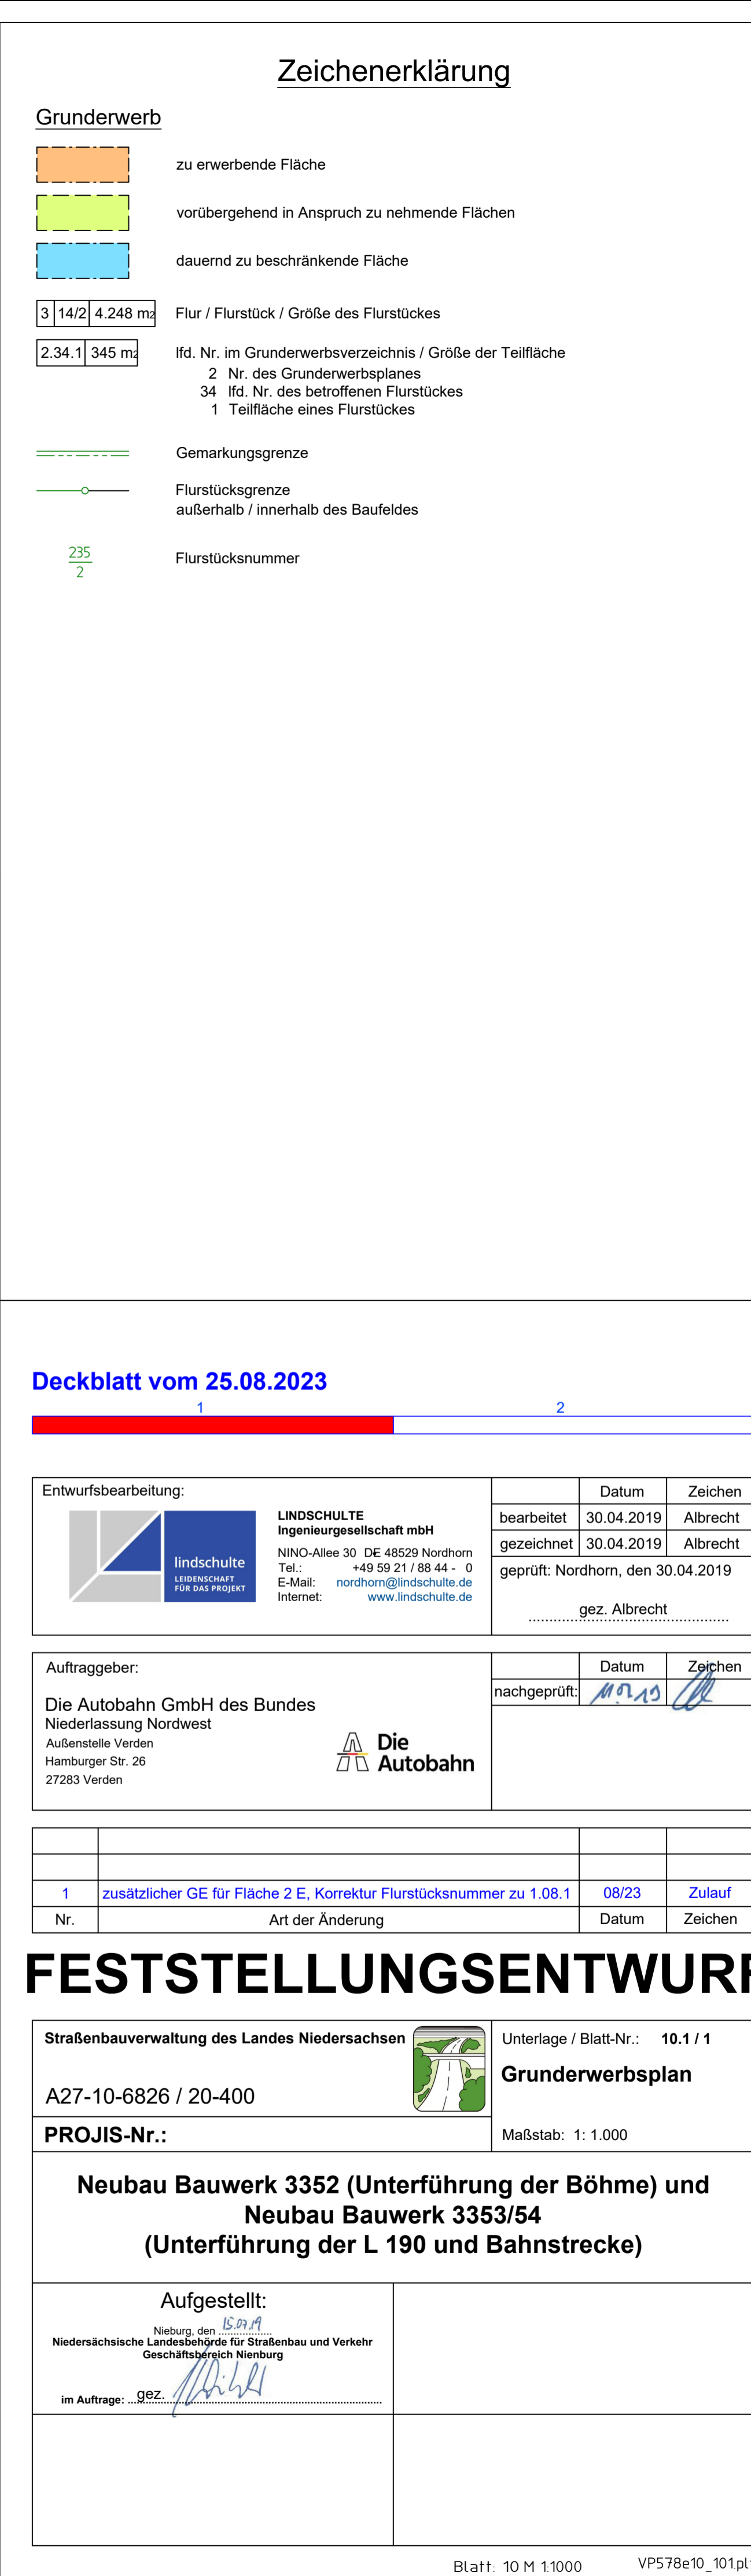 Zeichenerklärung
Grunderwerb
zu erwerbende Fläche
vorübergehend in Anspruch zu nehmende Flächen
dauernd zu beschränkende Fläche
3 14/2 4.248 m2 Flur / Flurstück / Größe des Flurstückes
2.34.1 345 m2 lfd. Nr. im Grunderwerbsverzeichnis / Größe der Teilfläche
2 Nr. des Grunderwerbsplanes
34 lfd. Nr. des betroffenen Flurstückes
1 Teilfläche eines Flurstückes
Gemarkungsgrenze
Flurstücksgrenze
außerhalb / innerhalb des Baufeldes
235
2
Flurstücksnummer
Deckblatt vom 25.08.2023
1 2
Entwurfsbearbeitung:
lindschulte
LEIDENSCHAFT
FÜR DAS PROJEKT
LINDSCHULTE
Ingenieurgesellschaft mbH
NINO-Allee 30 DE 48529 Nordhorn
Tel.: +49 59 21 / 88 44 - 0
E-Mail: nordhorn@lindschulte.de
Internet: www.lindschulte.de
Datum Zeichen
bearbeitet 30.04.2019 Albrecht
gezeichnet 30.04.2019 Albrecht
geprüft: Nordhorn, den 30.04.2019
gez. Albrecht
Auftraggeber:
Die Autobahn GmbH des Bundes
Niederlassung Nordwest
Außenstelle Verden
Hamburger Str. 26
27283 Verden
Die
Autobahn
Datum Zeichen
nachgeprüft:
1 zusätzlicher GE für Fläche 2 E, Korrektur Flurstücksnummer zu 1.08.1 08/23 Zulauf
Nr. Art der Änderung Datum Zeichen
FESTSTELLUNGSENTWURF
Straßenbauverwaltung des Landes Niedersachsen
A27-10-6826 / 20-400
PROJIS-Nr.:
Unterlage / Blatt-Nr.: 10.1 / 1
Grunderwerbsplan
Maßstab: 1: 1.000
Neubau Bauwerk 3352 (Unterführung der Böhme) und
Neubau Bauwerk 3353/54
(Unterführung der L 190 und Bahnstrecke)
Aufgestellt:
Nieburg, den 15.07.19
Niedersächsische Landesbehörde für Straßenbau und Verkehr
Geschäftsbereich Nienburg
im Auftrage: gez.
Blatt: 10 M 1:1000 VP578e10_101.pl